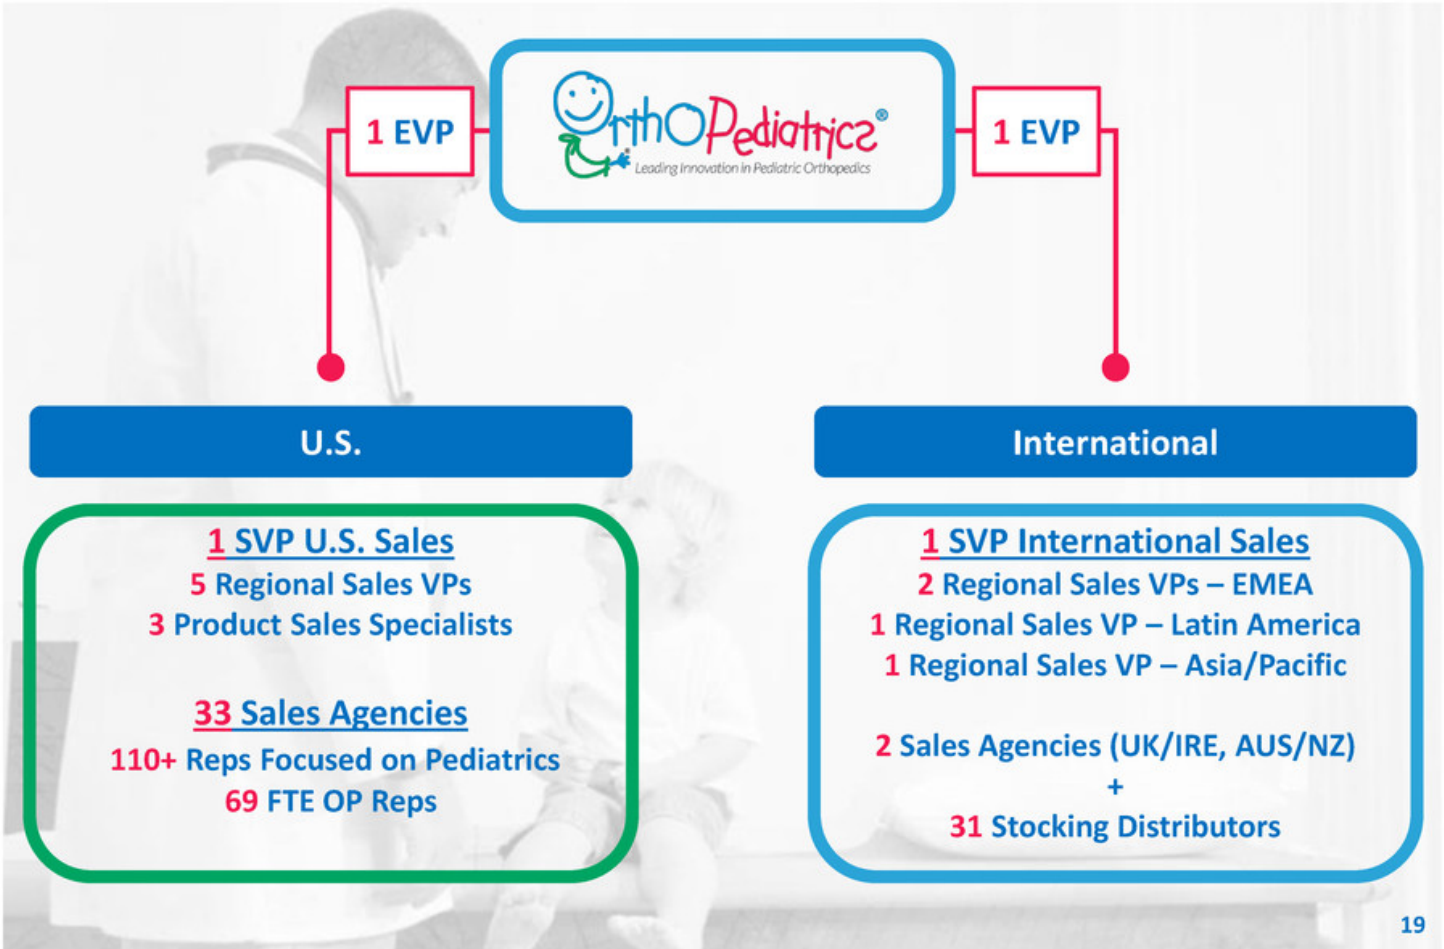 1 EVP
OrthoPediatrics®
Leading Innovation in Pediatric Orthopedics
1 EVP
U.S.
1 SVP U.S. Sales
5 Regional Sales VPs
3 Product Sales Specialists
33 Sales Agencies
110+ Reps Focused on Pediatrics
69 FTE OP Reps
International
1 SVP International Sales
2 Regional Sales VPs – EMEA
1 Regional Sales VP – Latin America
1 Regional Sales VP – Asia/Pacific
2 Sales Agencies (UK/IRE, AUS/NZ)
+
31 Stocking Distributors
19